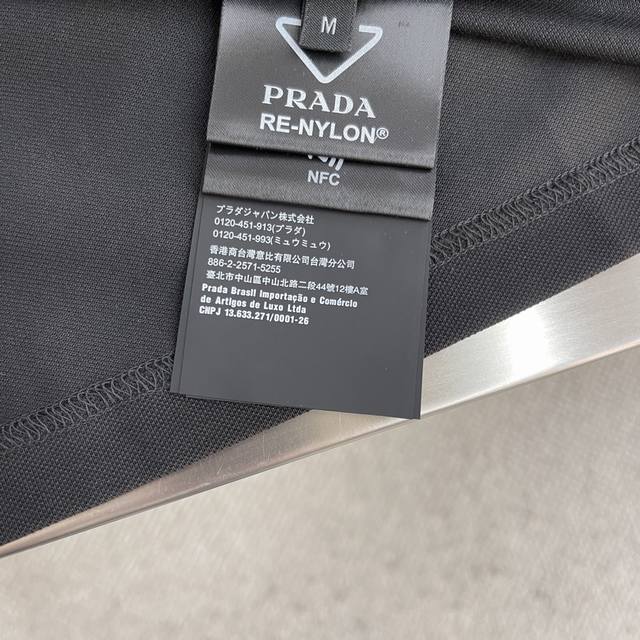 M
PRADA
RE-NYLON®
NFC
プラダジャパン株式会社
0120-451-913(プラダ)
0120-451-993(ミュウミュウ)
香港商台灣意比有限公司台灣分公司
886-2-2571-5255
臺北市中山區中山北路二段44號12樓A室
Prada Brasil Importação e Comércio
de Artigos de Luxo Ltda
CNPJ 13.633.271/0001-26